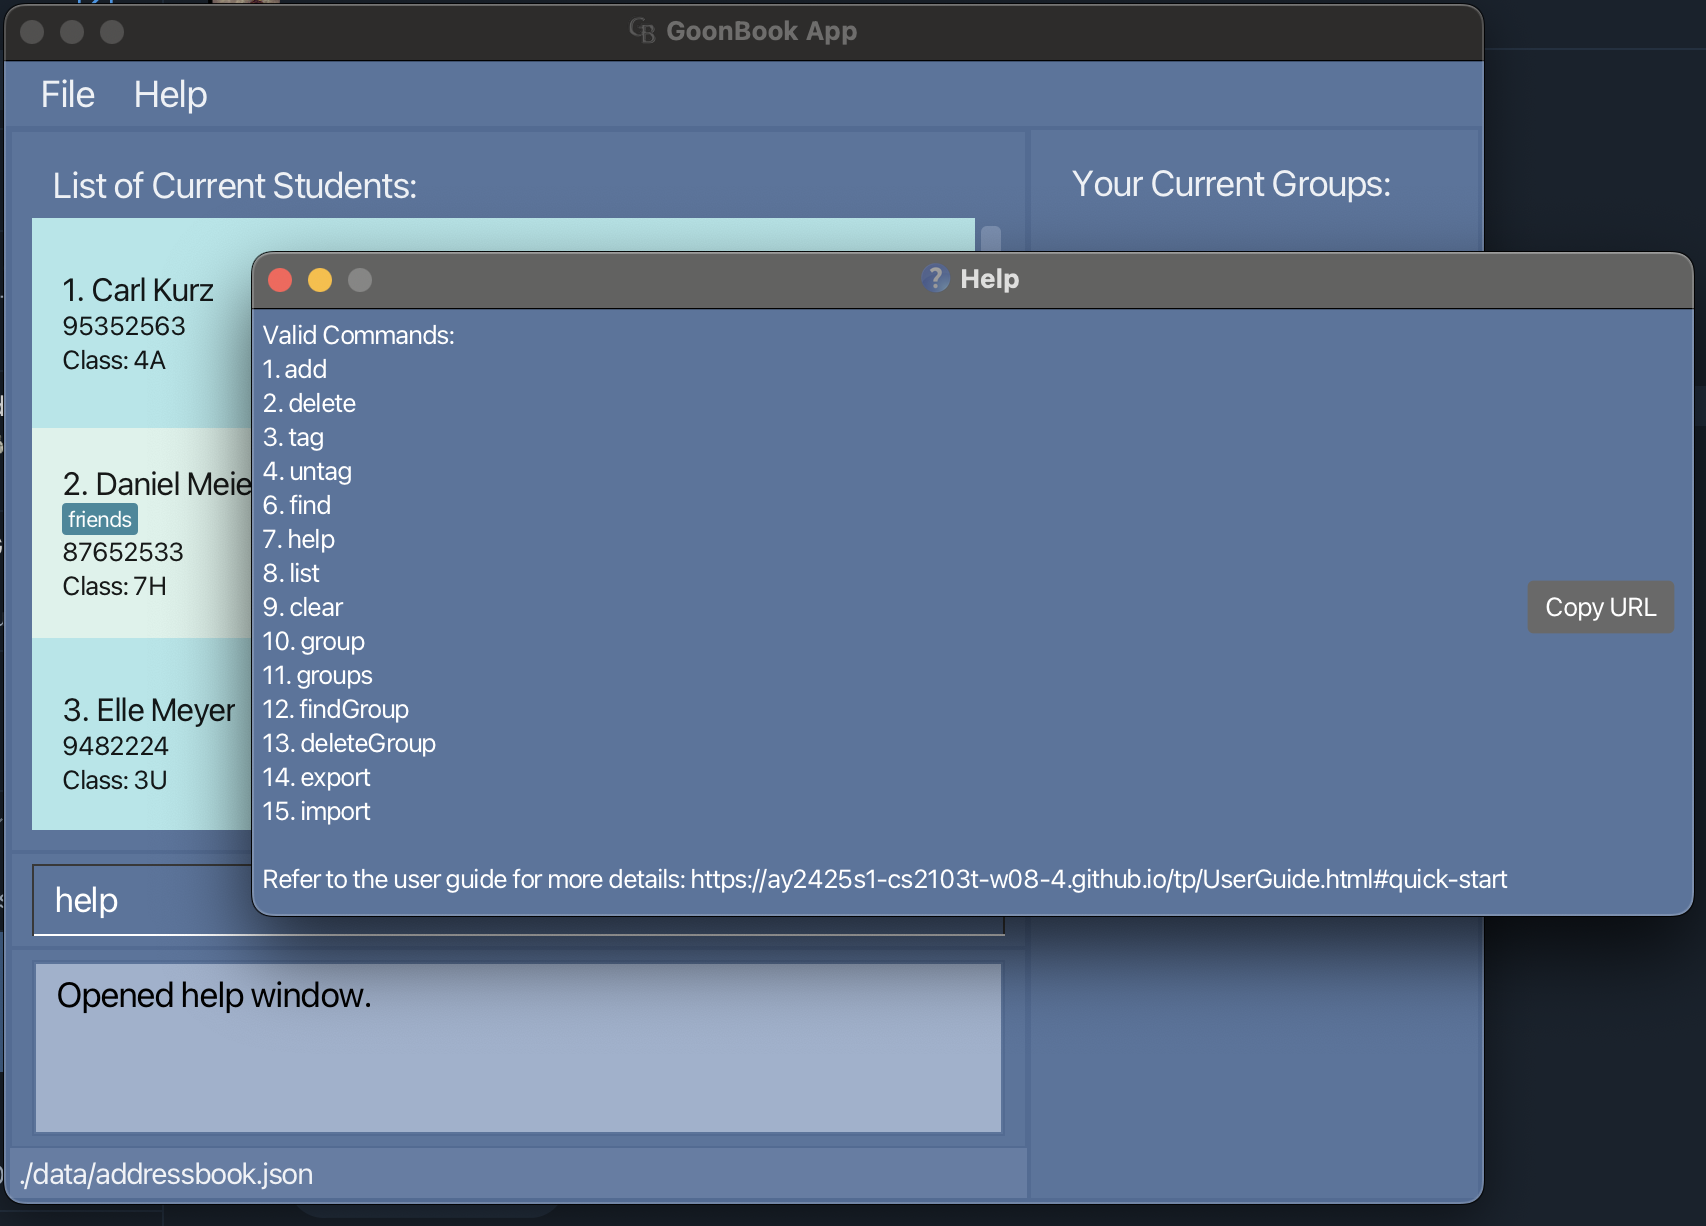 GB GoonBook App
File Help
List of Current Students:
Your Current Groups:
1. Carl Kurz
95352563
Class: 4A
2. Daniel Meie
friends
87652533
Class: 7H
3. Elle Meyer
9482224
Class: 3U
? Help
Valid Commands:
1. add
2. delete
3. tag
4. untag
6. find
7. help
8. list
9. clear
10. group
11. groups
12. findGroup
13. deleteGroup
14. export
15. import
Copy URL
Refer to the user guide for more details: https://ay2425s1-cs2103t-w08-4.github.io/tp/UserGuide.html#quick-start
help
Opened help window.
./data/addressbook.json